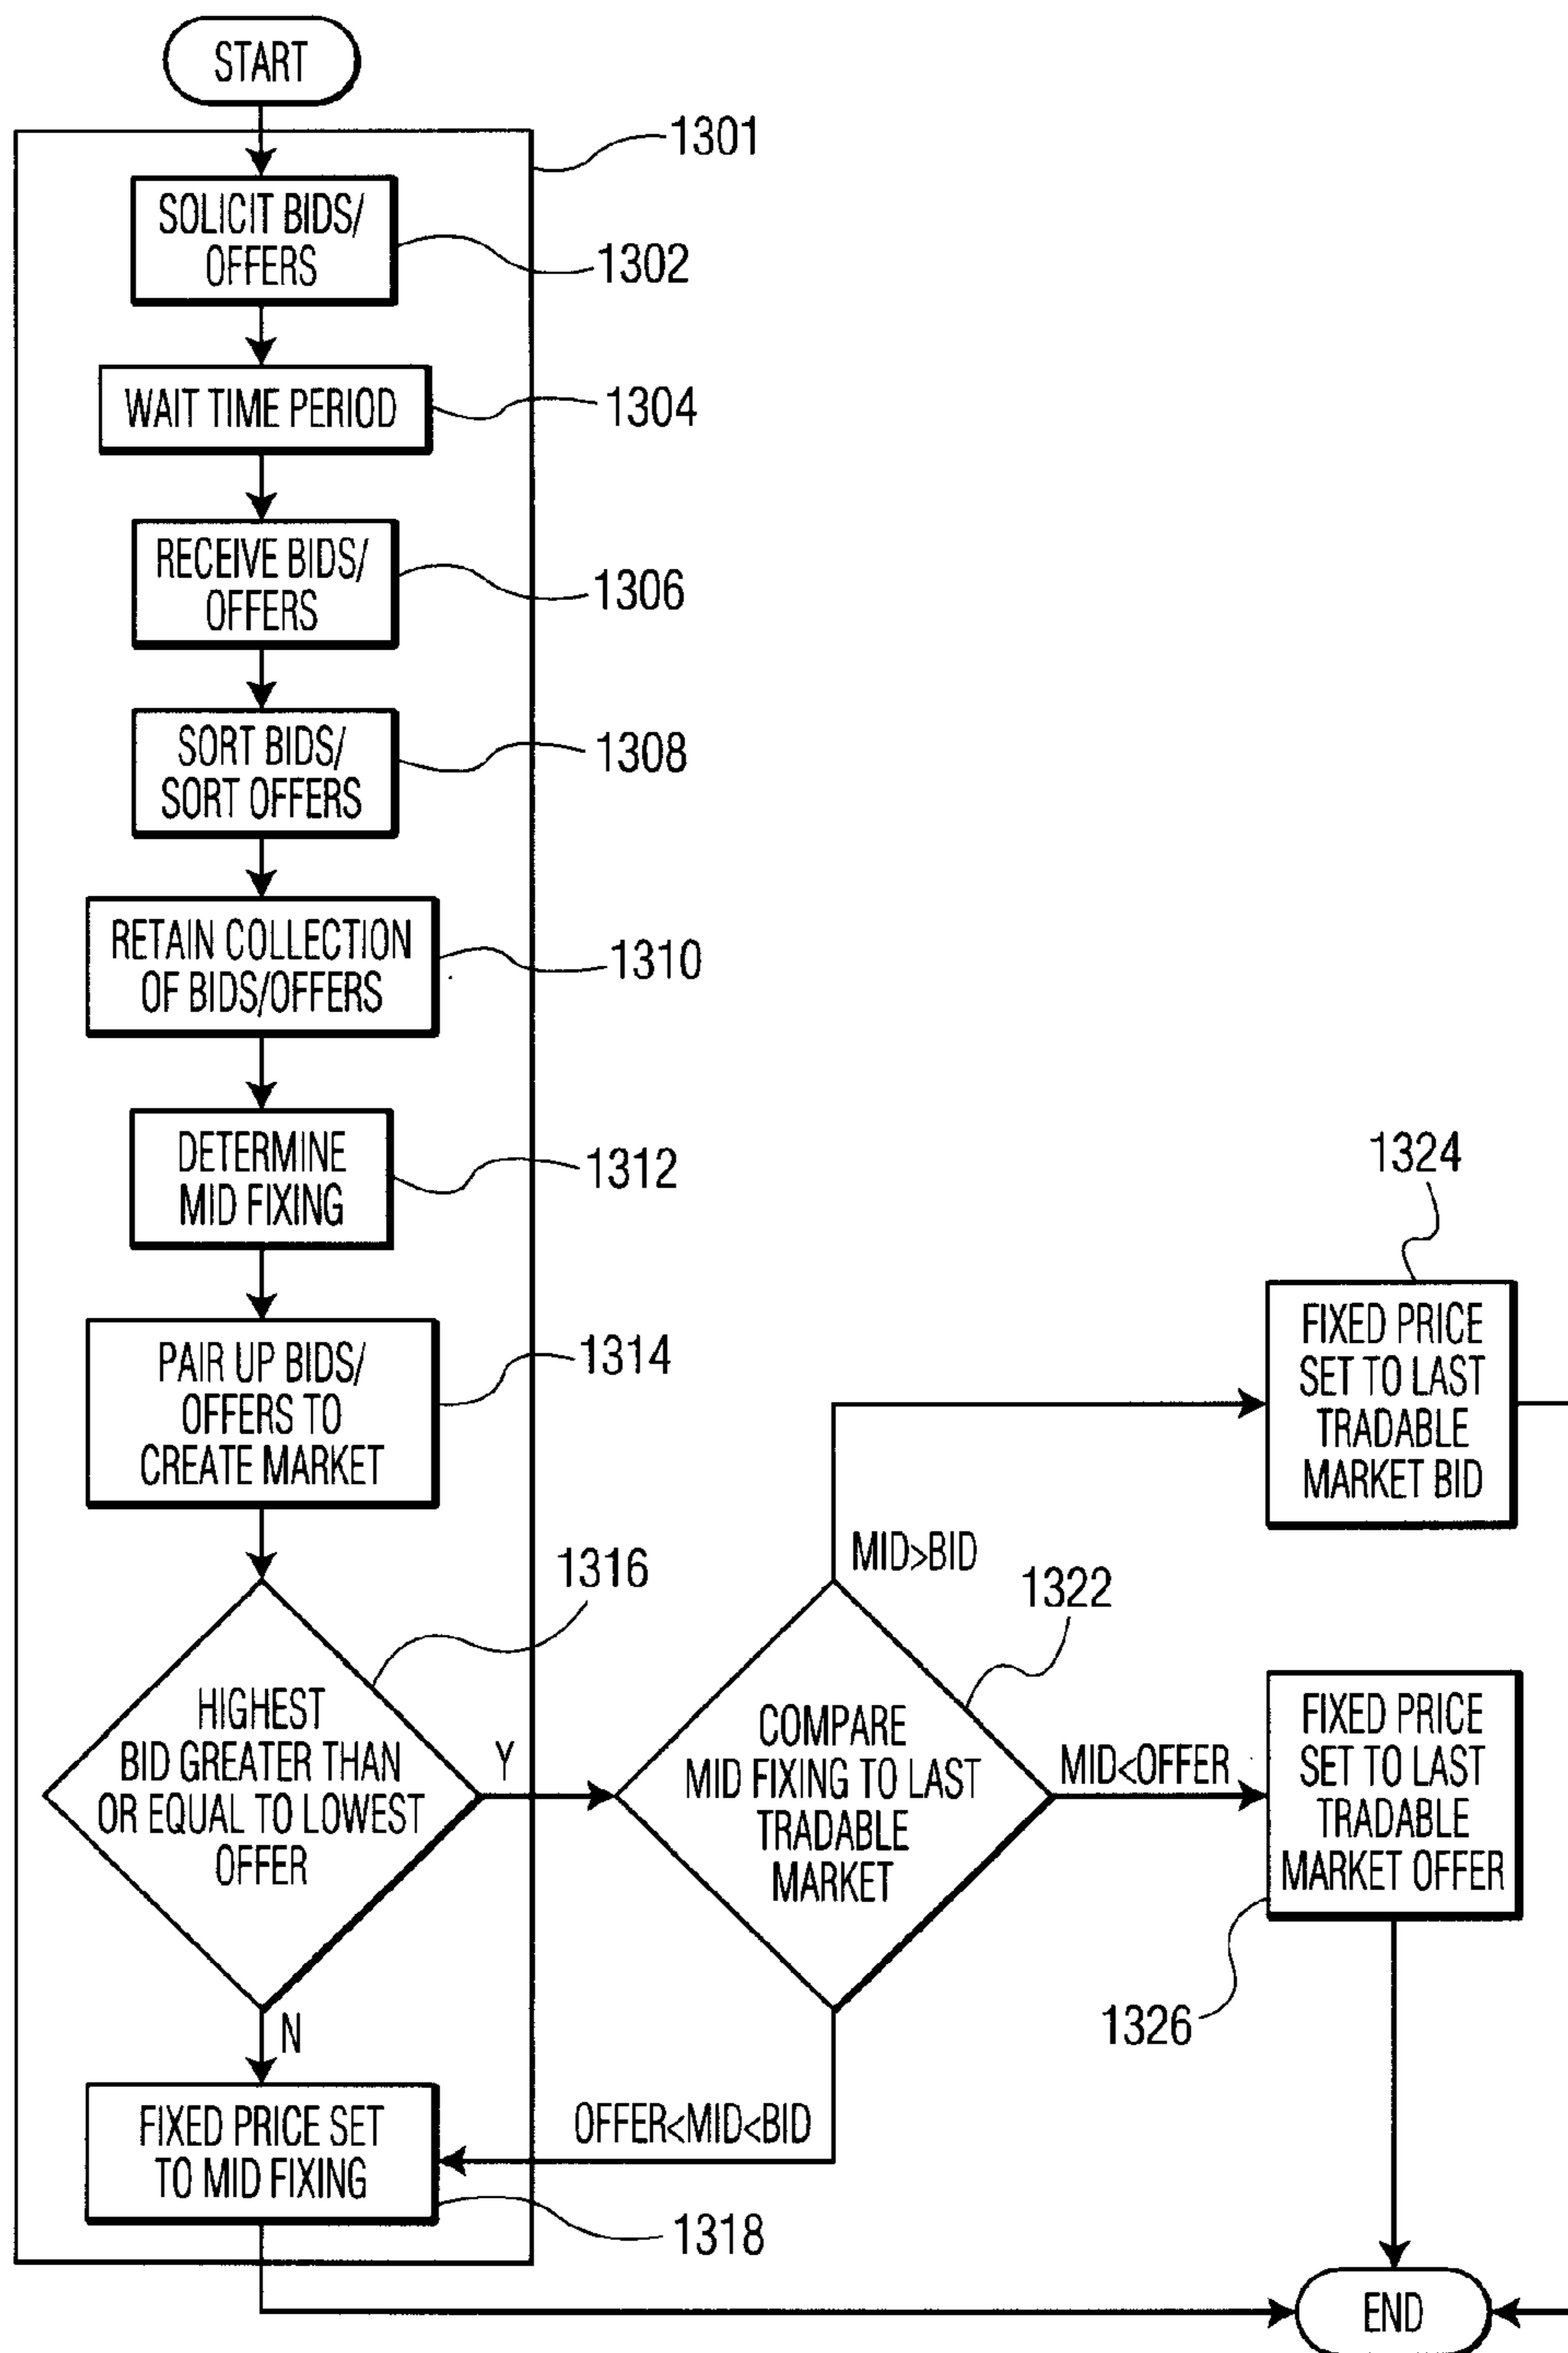 START
1301
SOLICIT BIDS/
OFFERS
1302
WAIT TIME PERIOD
1304
RECEIVE BIDS/
OFFERS
1306
SORT BIDS/
SORT OFFERS
1308
RETAIN COLLECTION
OF BIDS/OFFERS
1310
DETERMINE
MID FIXING
1312
PAIR UP BIDS/
OFFERS TO
CREATE MARKET
1314
HIGHEST
BID GREATER THAN
OR EQUAL TO LOWEST
OFFER
1316
Y
N
COMPARE
MID FIXING TO LAST
TRADABLE
MARKET
1322
MID>BID
1324
FIXED PRICE
SET TO LAST
TRADABLE
MARKET BID
MID<OFFER
FIXED PRICE
SET TO LAST
TRADABLE
MARKET OFFER
1326
OFFER<MID<BID
FIXED PRICE SET
TO MID FIXING
1318
END